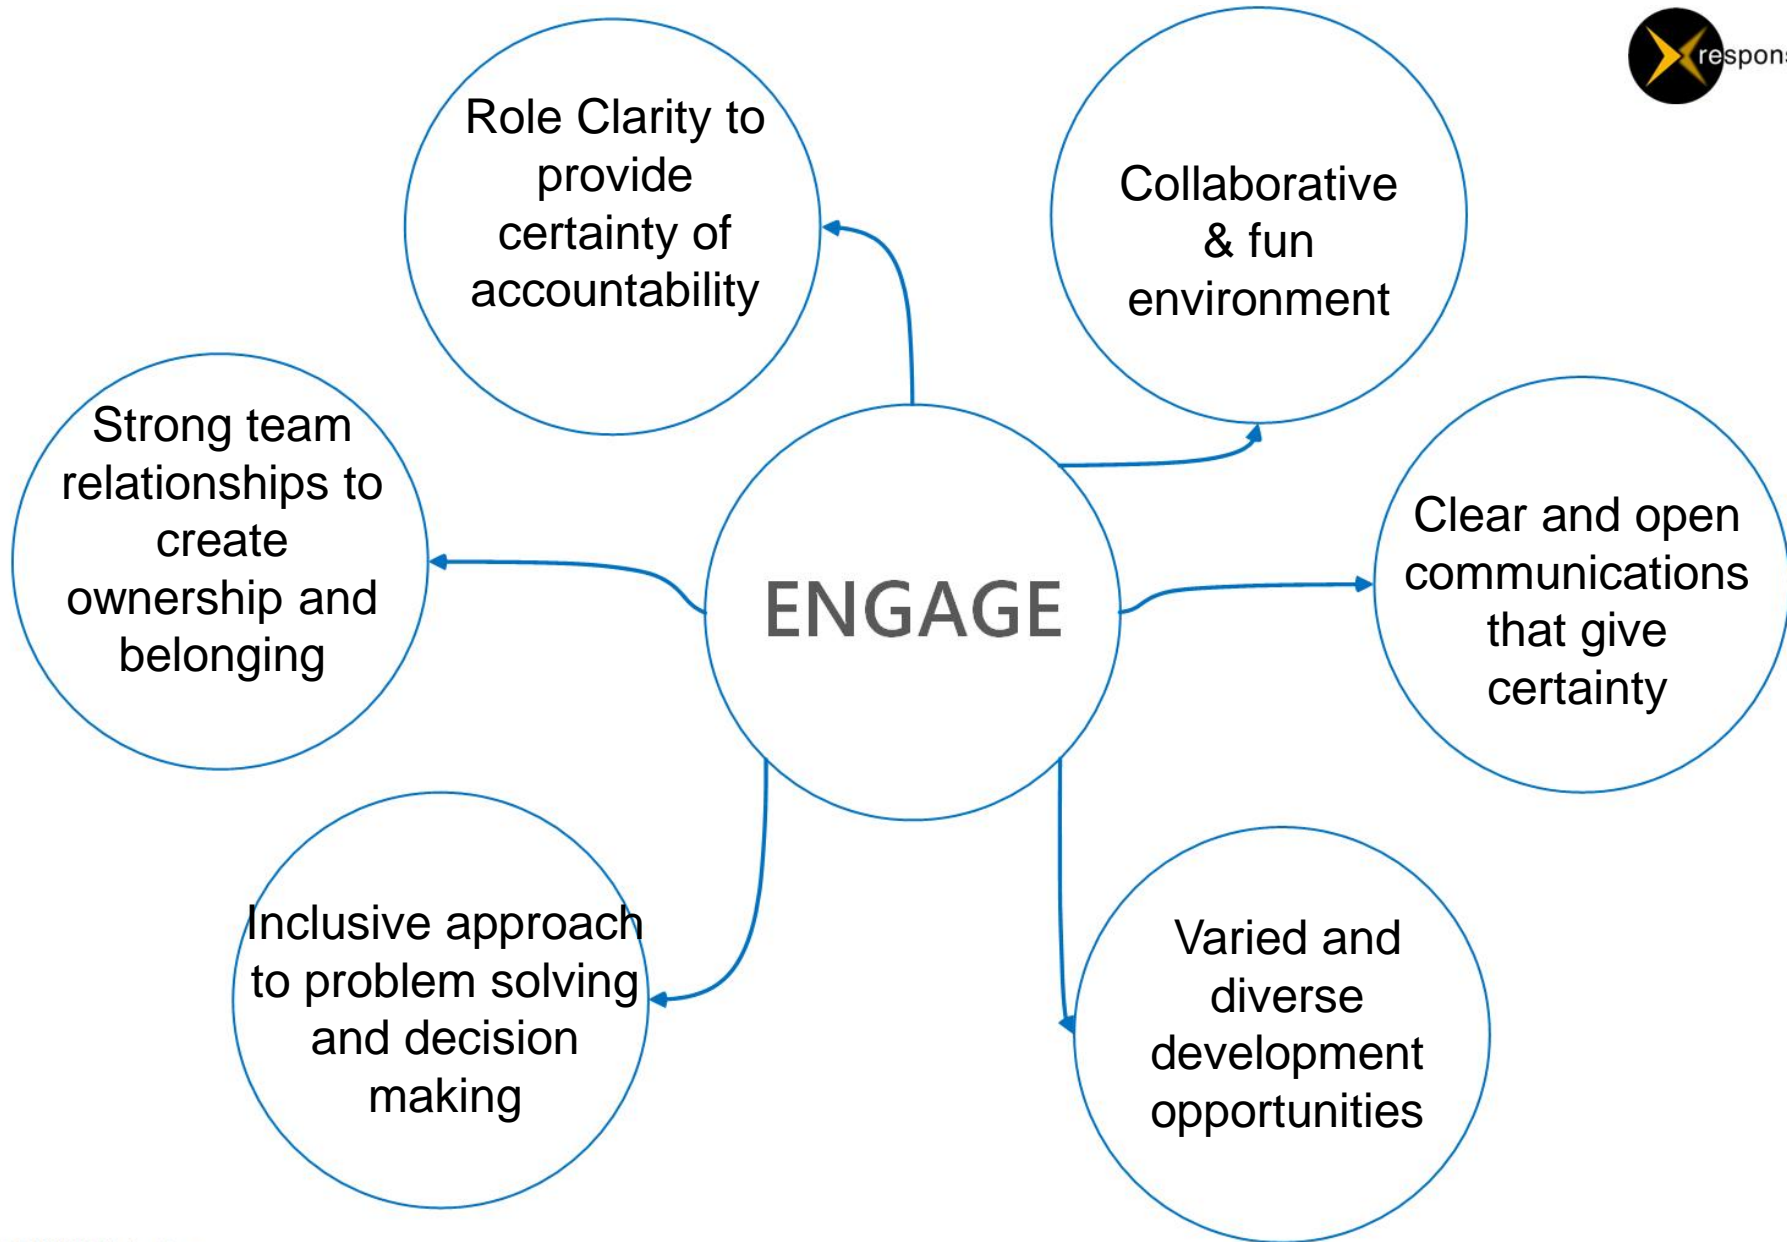 respons
Role Clarity to
provide
certainty of
accountability
Collaborative
& fun
environment
Strong team
relationships to
create
ownership and
belonging
Clear and open
communications
that give
certainty
ENGAGE
Inclusive approach
to problem solving
and decision
making
Varied and
diverse
development
opportunities